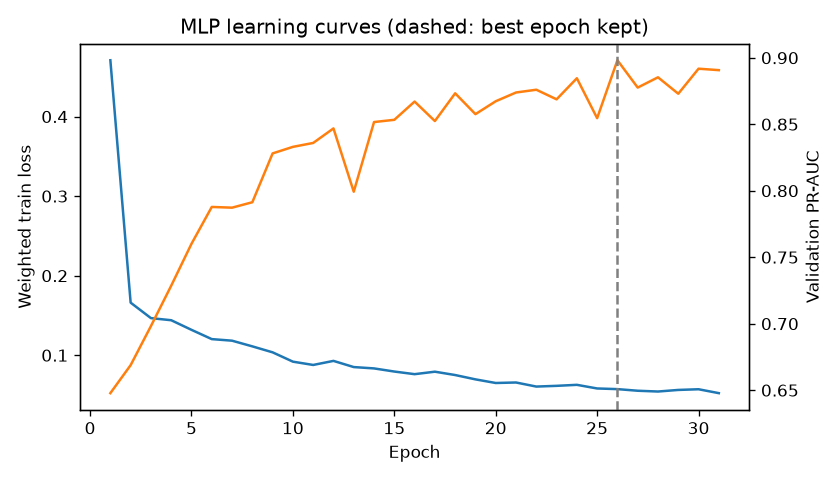 MLP learning curves (dashed: best epoch kept)
Weighted train loss
0.4
0.3
0.2
0.1
0.90
0.85
0.80
0.75
0.70
0.65
Validation PR-AUC
0 5 10 15 20 25 30
Epoch